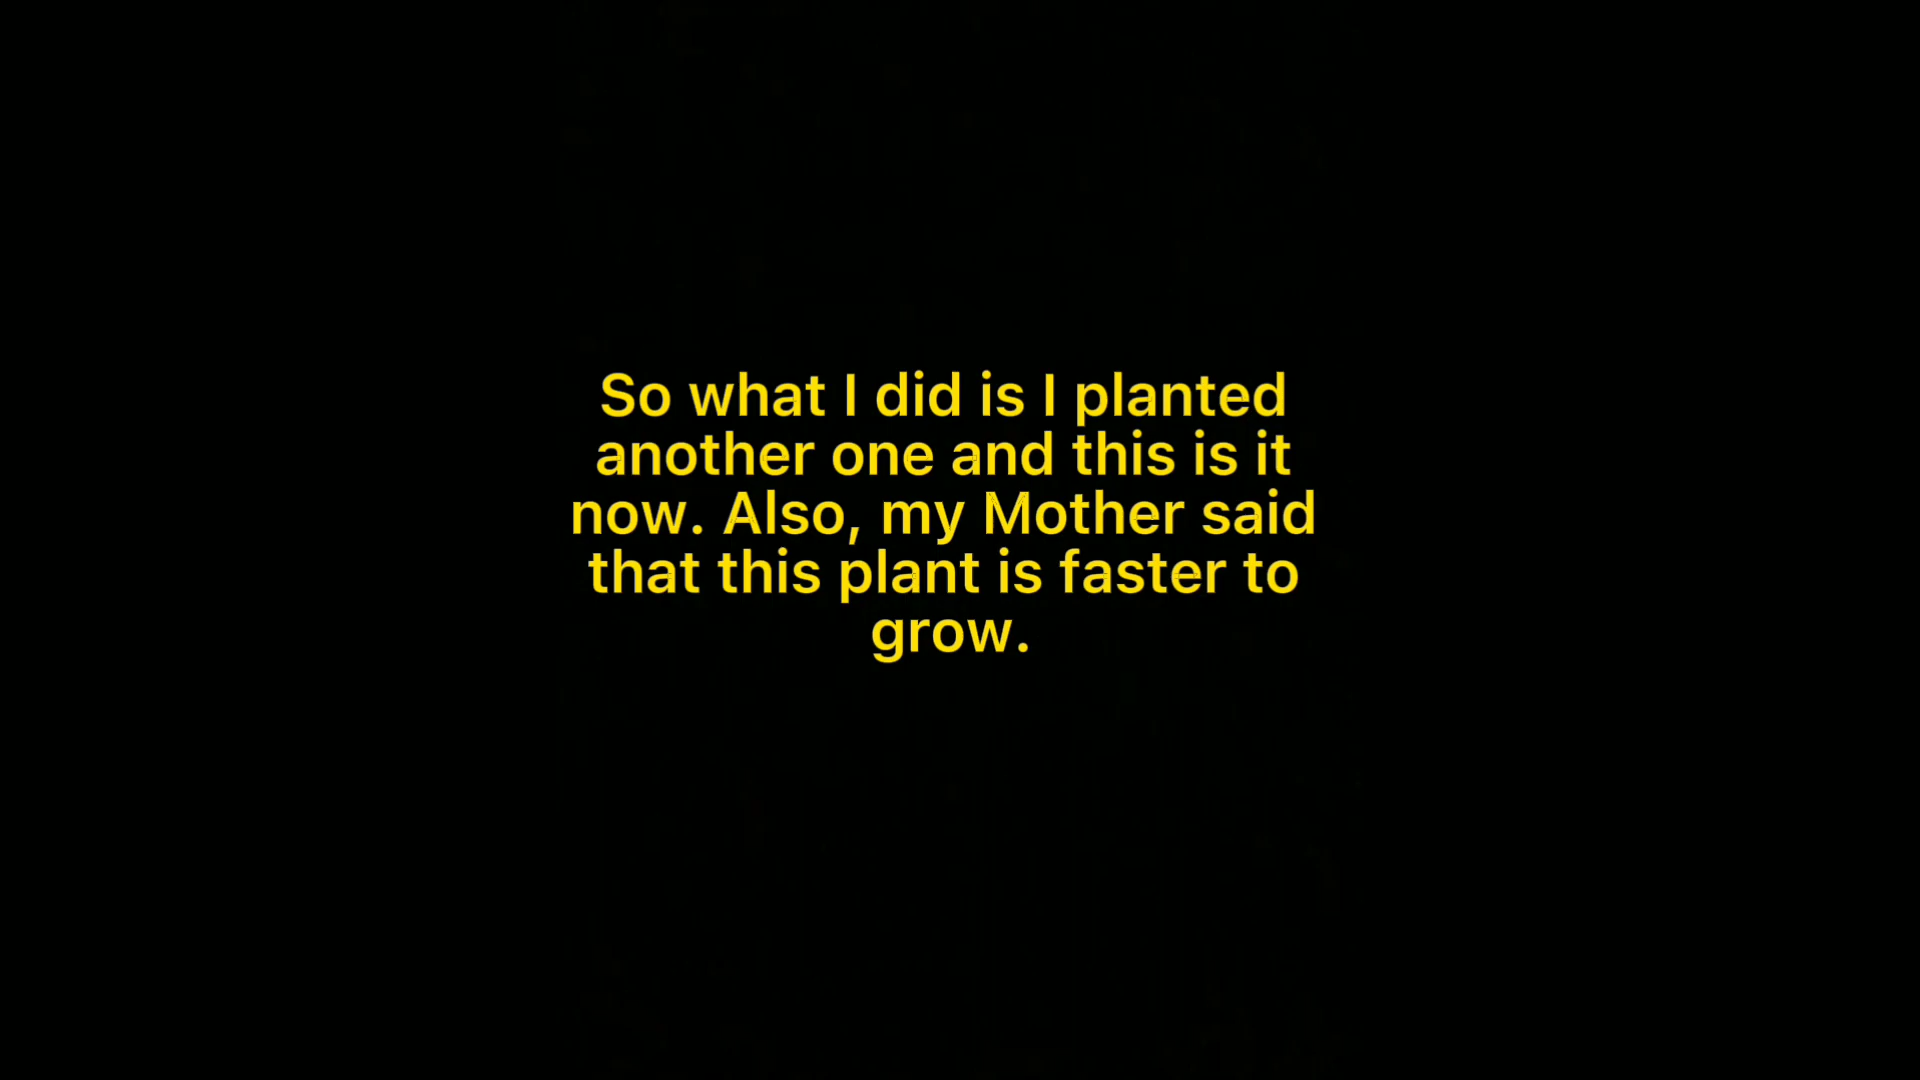 So what I did is I planted
another one and this is it
now. Also, my Mother said
that this plant is faster to
grow.